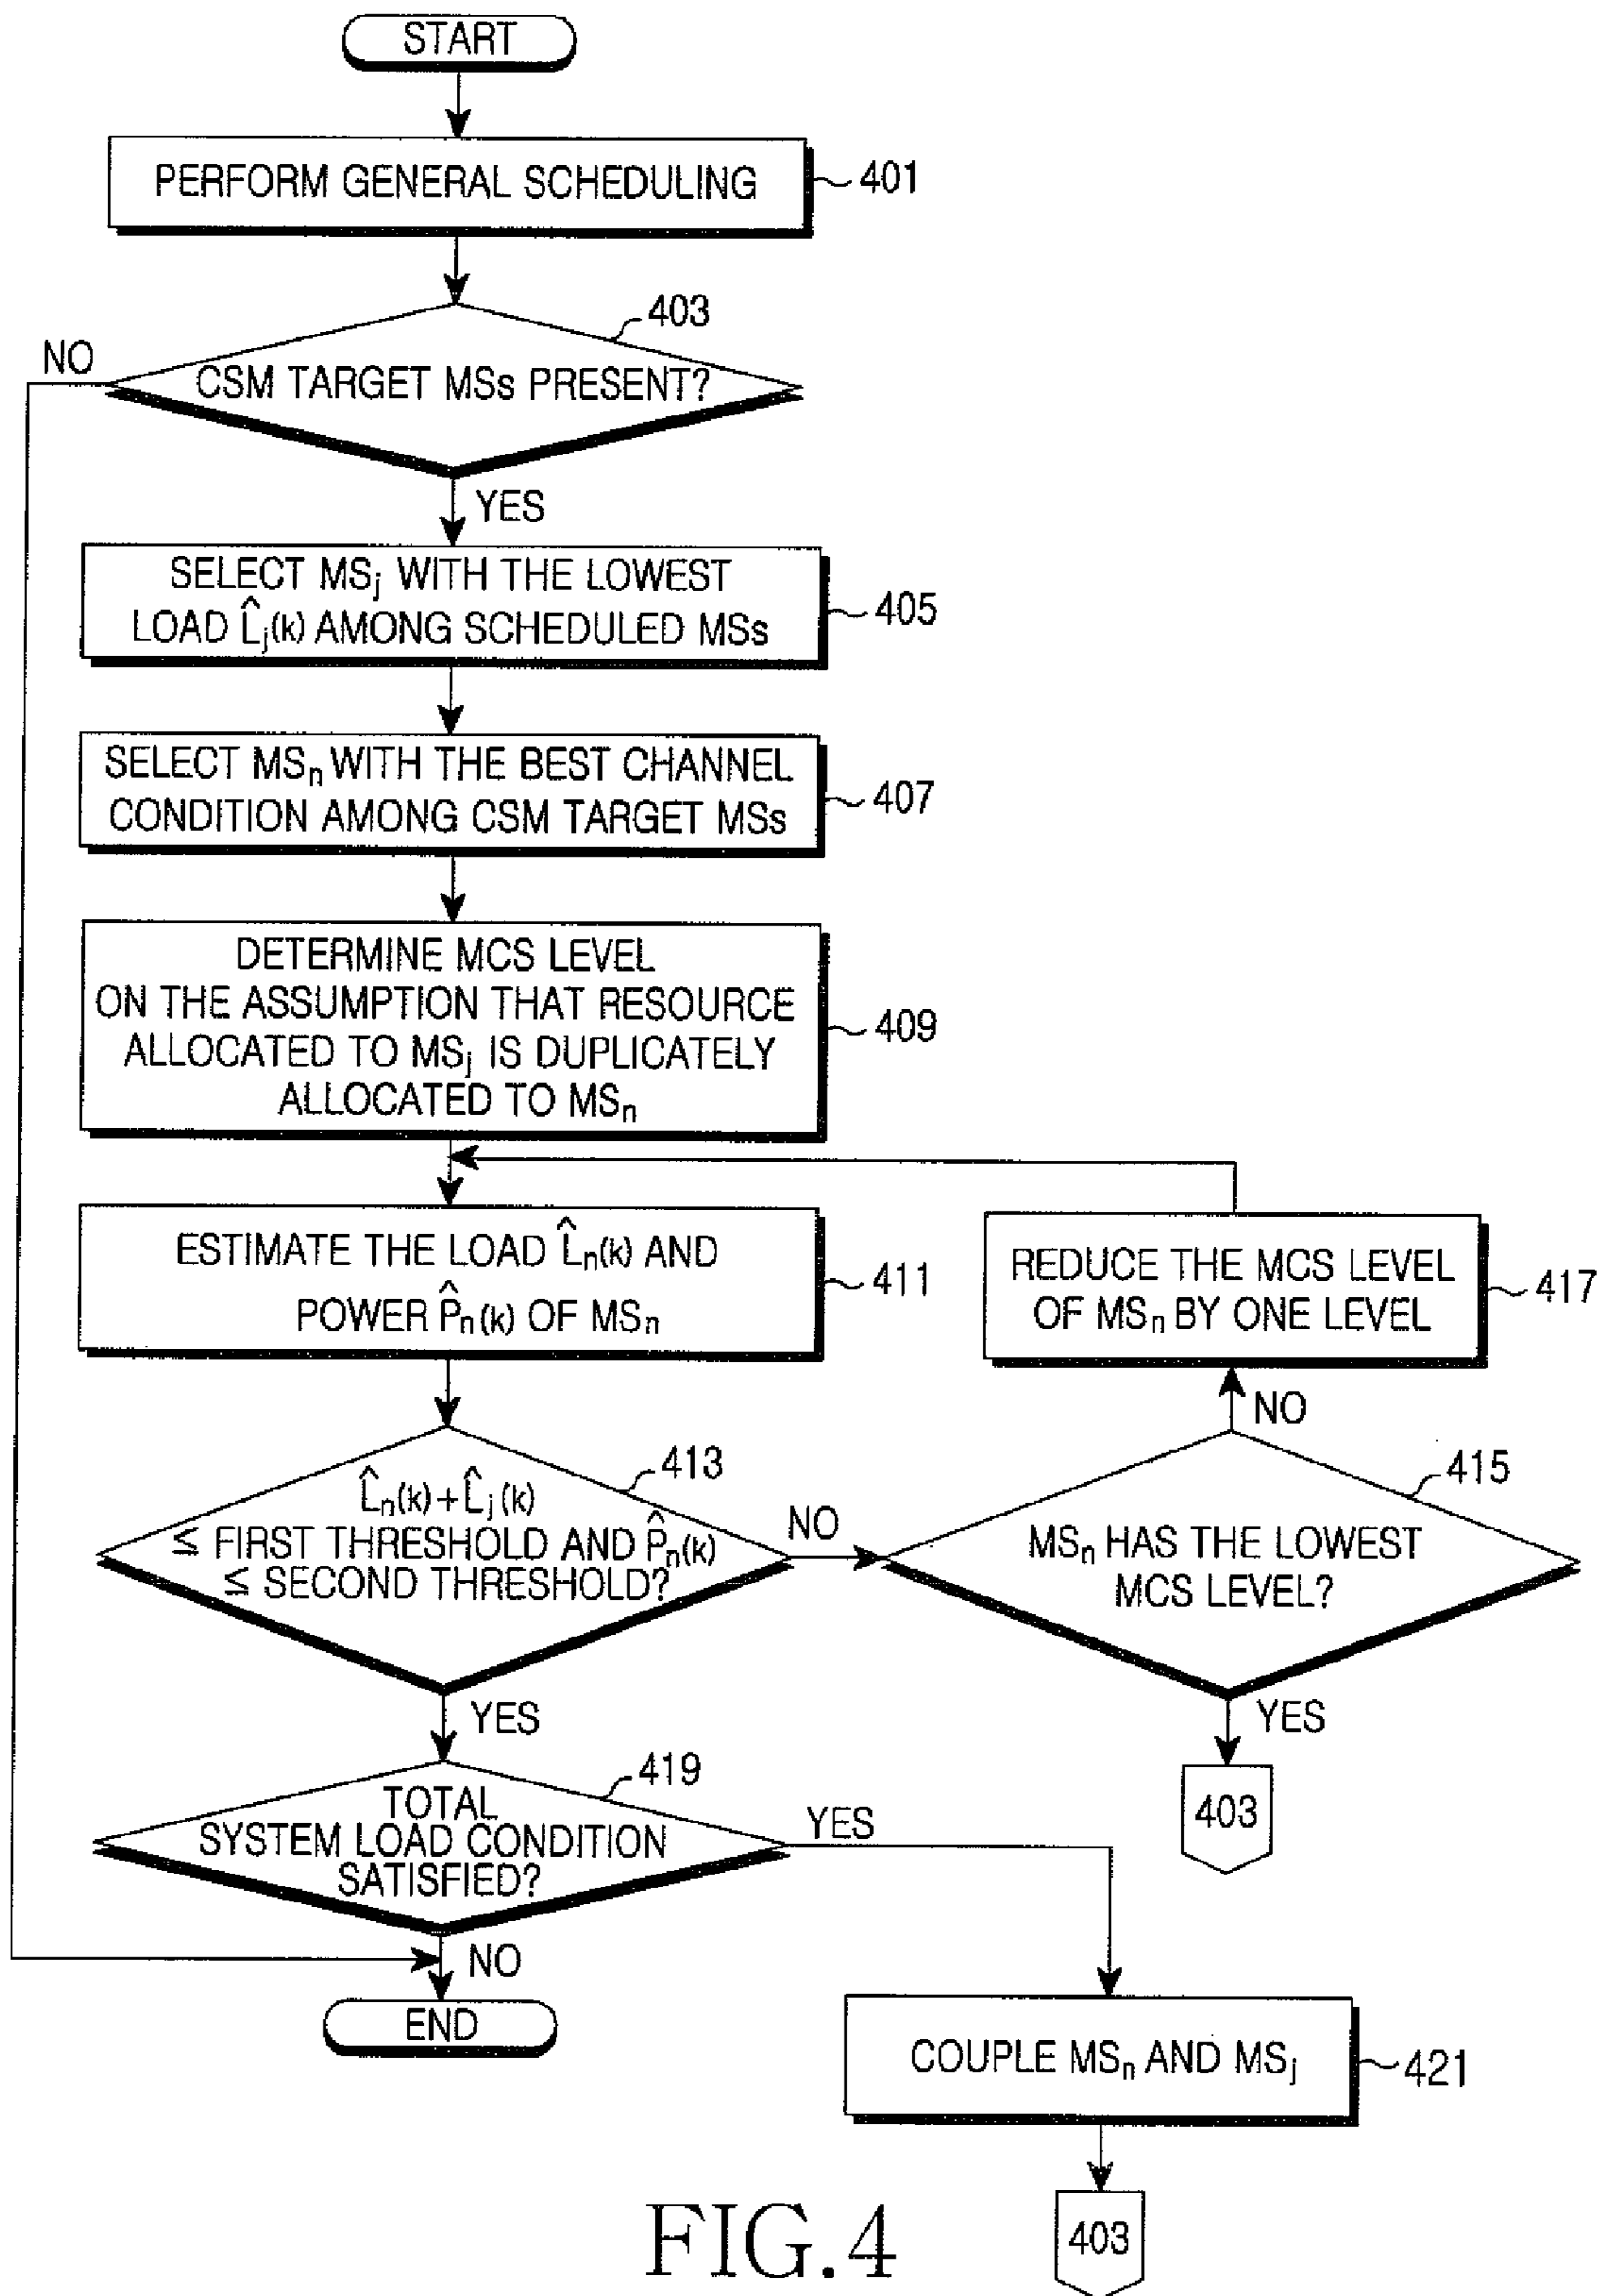 START
PERFORM GENERAL SCHEDULING
401
403
NO
CSM TARGET MSs PRESENT?
YES
SELECT MSj WITH THE LOWEST
LOAD L̂j(k) AMONG SCHEDULED MSs
405
SELECT MSn WITH THE BEST CHANNEL
CONDITION AMONG CSM TARGET MSs
407
DETERMINE MCS LEVEL
ON THE ASSUMPTION THAT RESOURCE
ALLOCATED TO MSj IS DUPLICATELY
ALLOCATED TO MSn
409
ESTIMATE THE LOAD L̂n(k) AND
POWER P̂n(k) OF MSn
411
REDUCE THE MCS LEVEL
OF MSn BY ONE LEVEL
417
NO
413
L̂n(k)+L̂j(k)
≦ FIRST THRESHOLD AND P̂n(k)
≦ SECOND THRESHOLD?
NO
415
MSn HAS THE LOWEST
MCS LEVEL?
YES
YES
403
419
TOTAL
SYSTEM LOAD CONDITION
SATISFIED?
YES
NO
END
COUPLE MSn AND MSj
421
403
FIG.4